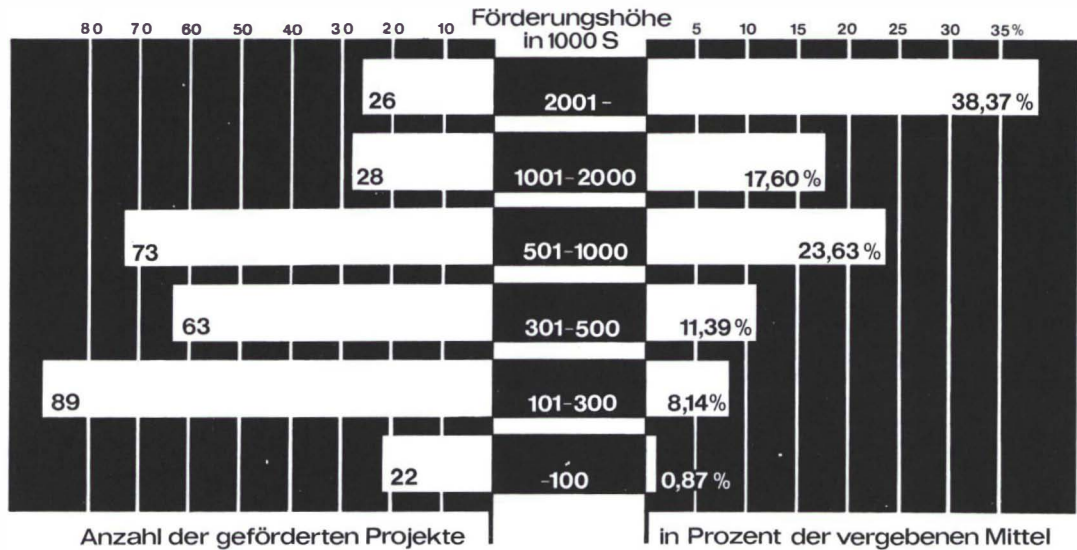 Förderungshöhe
in 1000 S
80 70 60 50 40 30 20 10
5 10 15 20 25 30 35%
26 2001- 38,37 %
28 1001-2000 17,60 %
73 501-1000 23,63 %
63 301-500 11,39 %
89 101-300 8,14%
22 -100 0,87 %
Anzahl der geförderten Projekte
in Prozent der vergebenen Mittel